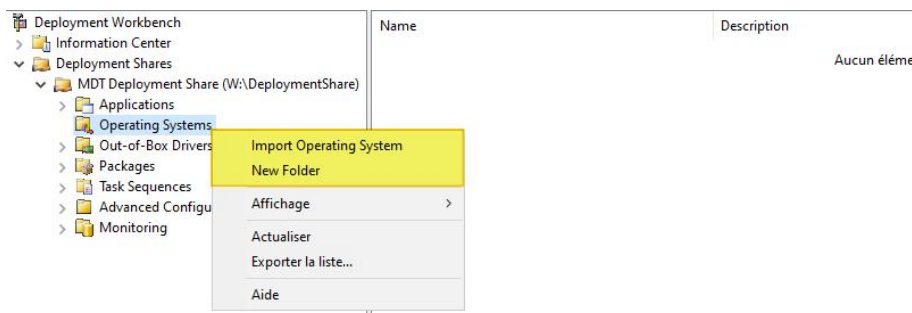 Deployment Workbench
Information Center
Deployment Shares
MDT Deployment Share (W:\DeploymentShare)
Applications
Operating Systems
Out-of-Box Drivers
Packages
Task Sequences
Advanced Configu
Monitoring
Import Operating System
New Folder
Affichage
Actualiser
Exporter la liste...
Aide
Name Description
Aucun éléme